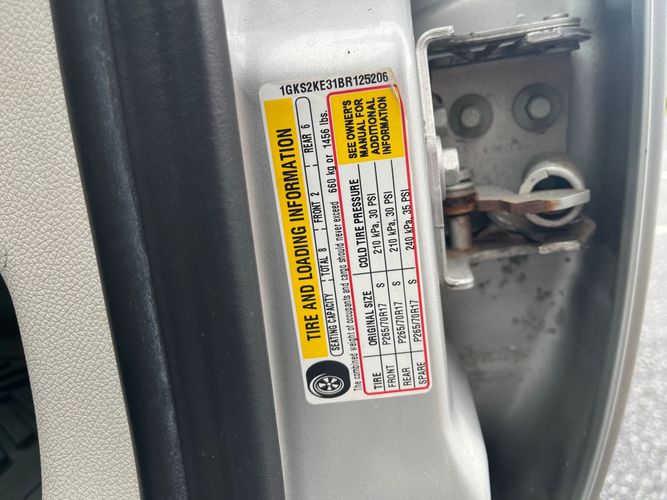 1GKS2KE31BR125206
TIRE AND LOADING INFORMATION
SEATING CAPACITY TOTAL 8 FRONT 2 REAR 6
The combined weight of occupants and cargo should never exceed 660 kg or 1456 lbs.
TIRE ORIGINAL SIZE COLD TIRE PRESSURE
FRONT P265/70R17 S 210 kPa, 30 PSI
REAR P265/70R17 S 210 kPa, 30 PSI
SPARE P265/70R17 S 240 kPa, 35 PSI
SEE OWNER'S
MANUAL FOR
ADDITIONAL
INFORMATION